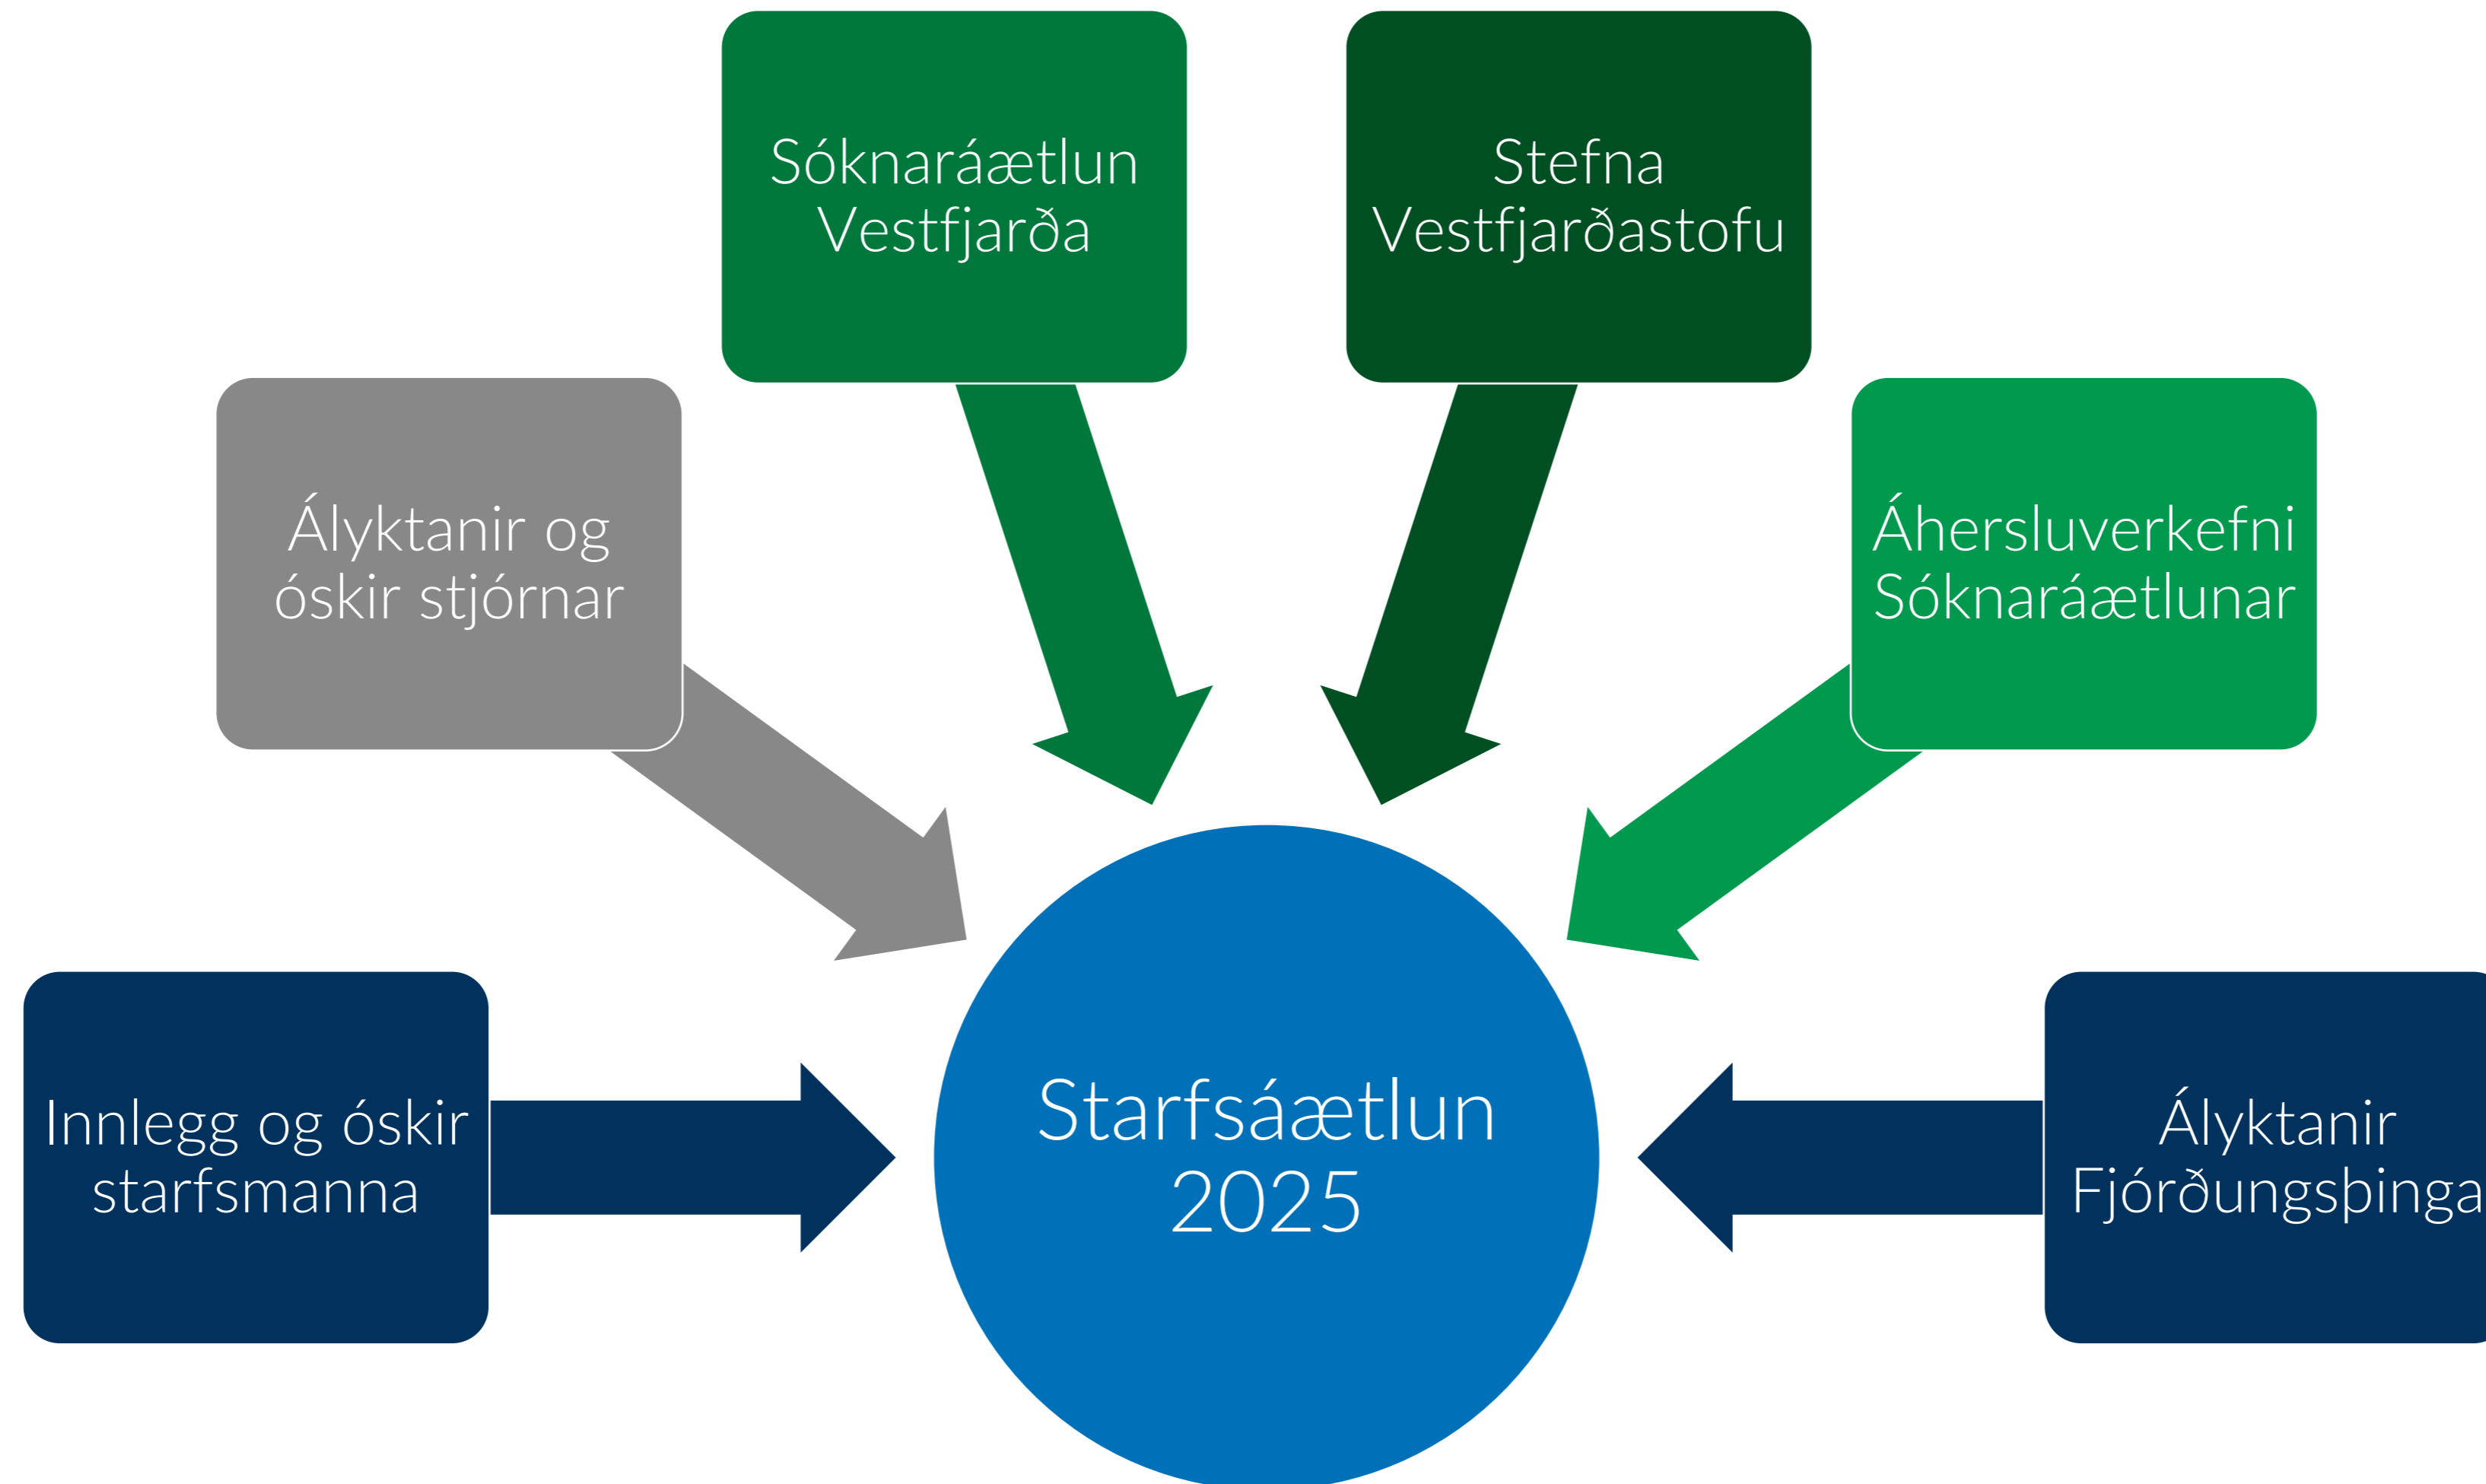 Sóknaráætlun
Vestfjarða
Stefna
Vestfjarðastofu
Ályktanir og
óskir stjórnar
Áhersluverkefni
Sóknaráætlunar
Innlegg og óskir
starfsmanna
Starfsáætlun
2025
Ályktanir
Fjórðungsþinga